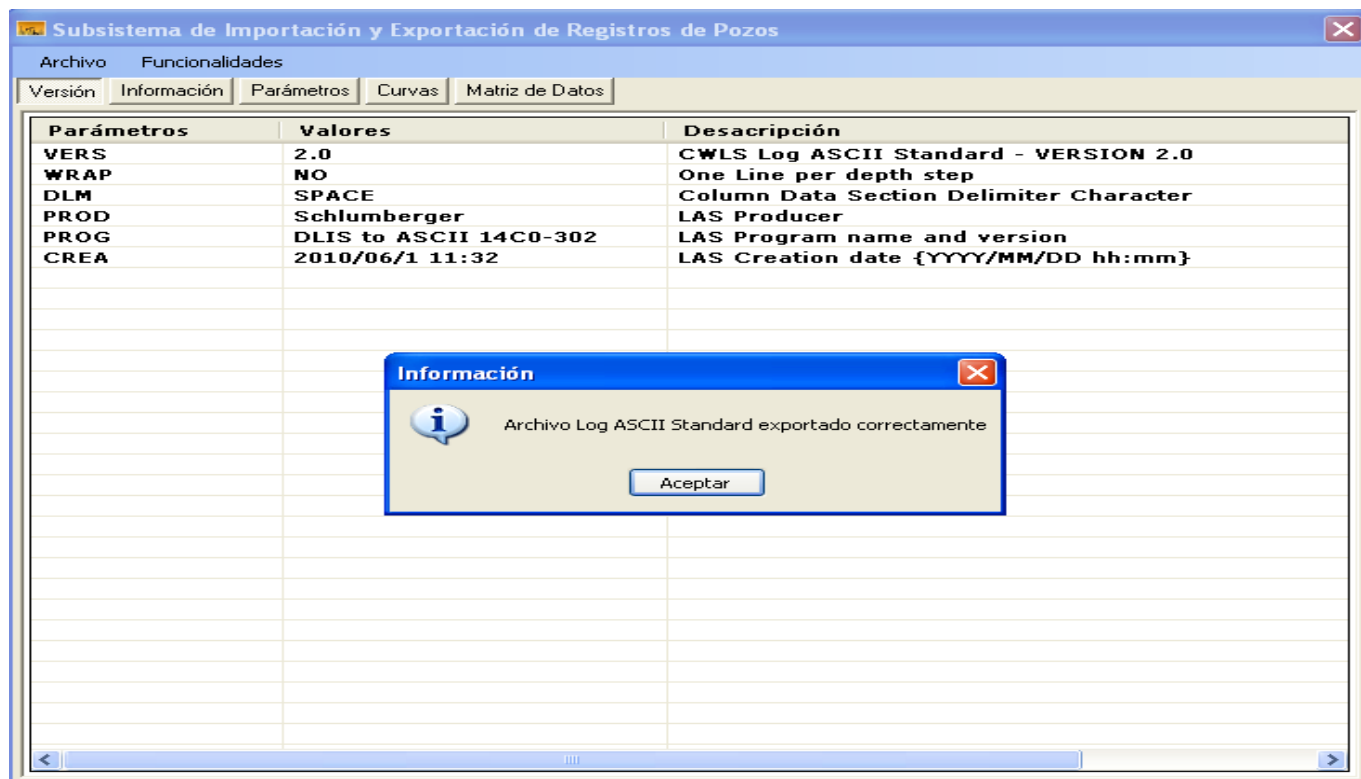 Subsistema de Importación y Exportación de Registros de Pozos
Archivo Funcionalidades
Versión Información Parámetros Curvas Matriz de Datos
Parámetros Valores Desacripción
VERS 2.0 CWLS Log ASCII Standard - VERSION 2.0
WRAP NO One Line per depth step
DLM SPACE Column Data Section Delimiter Character
PROD Schlumberger LAS Producer
PROG DLIS to ASCII 14C0-302 LAS Program name and version
CREA 2010/06/1 11:32 LAS Creation date {YYYY/MM/DD hh:mm}
Información
Archivo Log ASCII Standard exportado correctamente
Aceptar